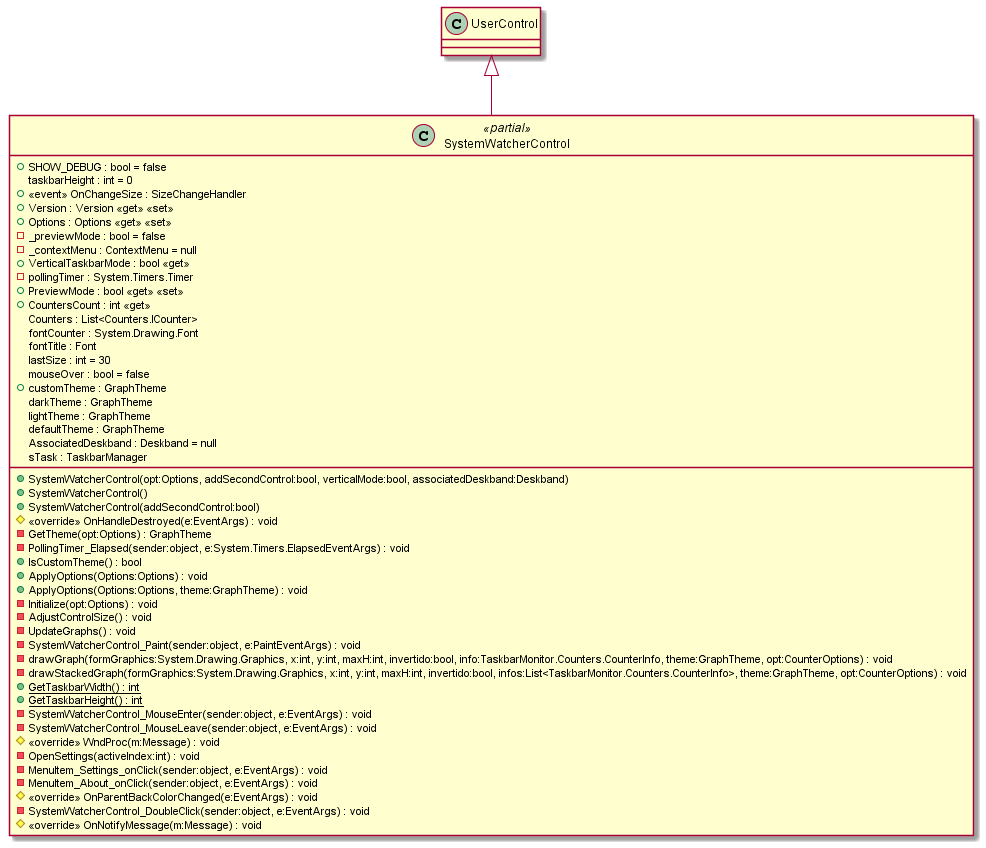 C UserControl
«partial»
C SystemWatcherControl
SHOW_DEBUG : bool = false
taskbarHeight : int = 0
«event» OnChangeSize : SizeChangeHandler
Version : Version «get» «set»
Options : Options «get» «set»
_previewMode : bool = false
_contextMenu : ContextMenu = null
VerticalTaskbarMode : bool «get»
pollingTimer : System.Timers.Timer
PreviewMode : bool «get» «set»
CountersCount : int «get»
Counters : List<Counters.ICounter>
fontCounter : System.Drawing.Font
fontTitle : Font
lastSize : int = 30
mouseOver : bool = false
customTheme : GraphTheme
darkTheme : GraphTheme
lightTheme : GraphTheme
defaultTheme : GraphTheme
AssociatedDeskband : Deskband = null
sTask : TaskbarManager
SystemWatcherControl(opt:Options, addSecondControl:bool, verticalMode:bool, associatedDeskband:Deskband)
SystemWatcherControl()
SystemWatcherControl(addSecondControl:bool)
«override» OnHandleDestroyed(e:EventArgs) : void
GetTheme(opt:Options) : GraphTheme
PollingTimer_Elapsed(sender:object, e:System.Timers.ElapsedEventArgs) : void
IsCustomTheme() : bool
ApplyOptions(Options:Options) : void
ApplyOptions(Options:Options, theme:GraphTheme) : void
Initialize(opt:Options) : void
AdjustControlSize() : void
UpdateGraphs() : void
SystemWatcherControl_Paint(sender:object, e:PaintEventArgs) : void
drawGraph(formGraphics:System.Drawing.Graphics, x:int, y:int, maxH:int, invertido:bool, info:TaskbarMonitor.Counters.CounterInfo, theme:GraphTheme, opt:CounterOptions) : void
drawStackedGraph(formGraphics:System.Drawing.Graphics, x:int, y:int, maxH:int, invertido:bool, infos:List<TaskbarMonitor.Counters.CounterInfo>, theme:GraphTheme, opt:CounterOptions) : void
GetTaskbarWidth() : int
GetTaskbarHeight() : int
SystemWatcherControl_MouseEnter(sender:object, e:EventArgs) : void
SystemWatcherControl_MouseLeave(sender:object, e:EventArgs) : void
«override» WndProc(m:Message) : void
OpenSettings(activeIndex:int) : void
MenuItem_Settings_onClick(sender:object, e:EventArgs) : void
MenuItem_About_onClick(sender:object, e:EventArgs) : void
«override» OnParentBackColorChanged(e:EventArgs) : void
SystemWatcherControl_DoubleClick(sender:object, e:EventArgs) : void
«override» OnNotifyMessage(m:Message) : void